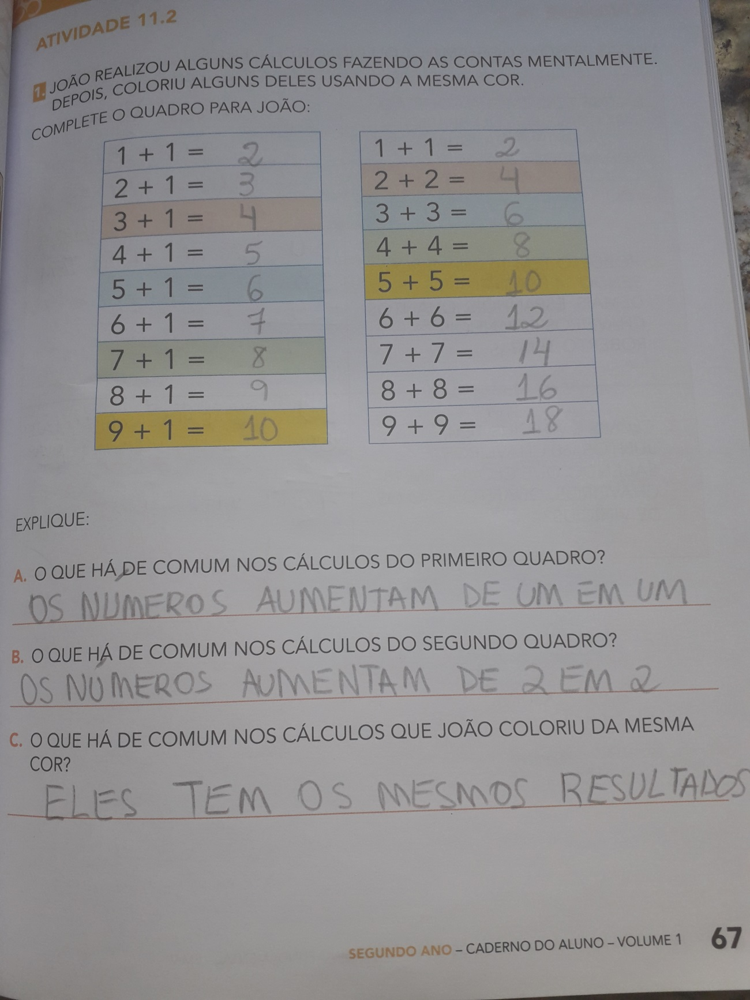 ATIVIDADE 11.2
1. JOÃO REALIZOU ALGUNS CÁLCULOS FAZENDO AS CONTAS MENTALMENTE.
DEPOIS, COLORIU ALGUNS DELES USANDO A MESMA COR.
COMPLETE O QUADRO PARA JOÃO:
1 + 1 = 2
2 + 1 = 3
3 + 1 = 4
4 + 1 = 5
5 + 1 = 6
6 + 1 = 7
7 + 1 = 8
8 + 1 = 9
9 + 1 = 10
1 + 1 = 2
2 + 2 = 4
3 + 3 = 6
4 + 4 = 8
5 + 5 = 10
6 + 6 = 12
7 + 7 = 14
8 + 8 = 16
9 + 9 = 18
EXPLIQUE:
A. O QUE HÁ DE COMUM NOS CÁLCULOS DO PRIMEIRO QUADRO?
OS NÚMEROS AUMENTAM DE UM EM UM
B. O QUE HÁ DE COMUM NOS CÁLCULOS DO SEGUNDO QUADRO?
OS NÚMEROS AUMENTAM DE 2 EM 2
C. O QUE HÁ DE COMUM NOS CÁLCULOS QUE JOÃO COLORIU DA MESMA
COR?
ELES TEM OS MESMOS RESULTADOS
SEGUNDO ANO – CADERNO DO ALUNO – VOLUME 1 67